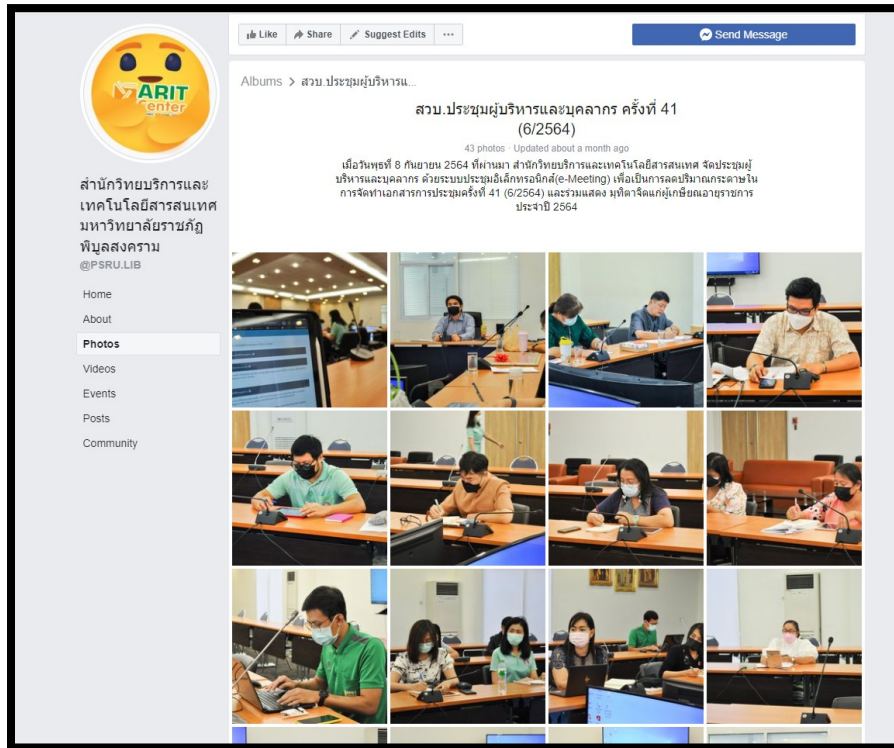 Like
Share
Suggest Edits
Send Message
Albums
สวบ.ประชุมผู้บริหารแ...
ARIT
Center
สวบ.ประชุมผู้บริหารและบุคลากร ครั้งที่ 41
(6/2564)
43 photos · Updated about a month ago
เมื่อวันพุธที่ 8 กันยายน 2564 ที่ผ่านมา สำนักวิทยบริการและเทคโนโลยีสารสนเทศ จัดประชุมผู้
บริหารและบุคลากร ด้วยระบบประชุมอิเล็กทรอนิกส์(e-Meeting) เพื่อเป็นการลดปริมาณกระดาษใน
การจัดทำเอกสารการประชุมครั้งที่ 41 (6/2564) และร่วมแสดง มุทิตาจิตแก่ผู้เกษียณอายุราชการ
ประจำปี 2564
สำนักวิทยบริการและ
เทคโนโลยีสารสนเทศ
มหาวิทยาลัยราชภัฏ
พิบูลสงคราม
@PSRU.LIB
Home
About
Photos
Videos
Events
Posts
Community